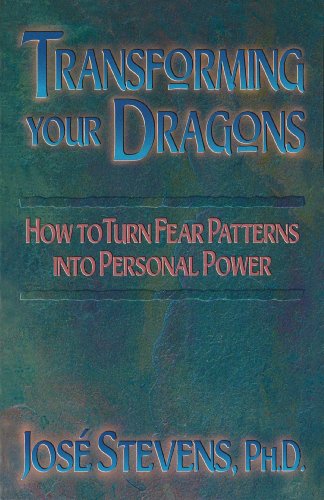 TRANSFORMING
YOUR DRAGONS
HOW TO TURN FEAR PATTERNS
INTO PERSONAL POWER
JOSÉ STEVENS, PH.D.